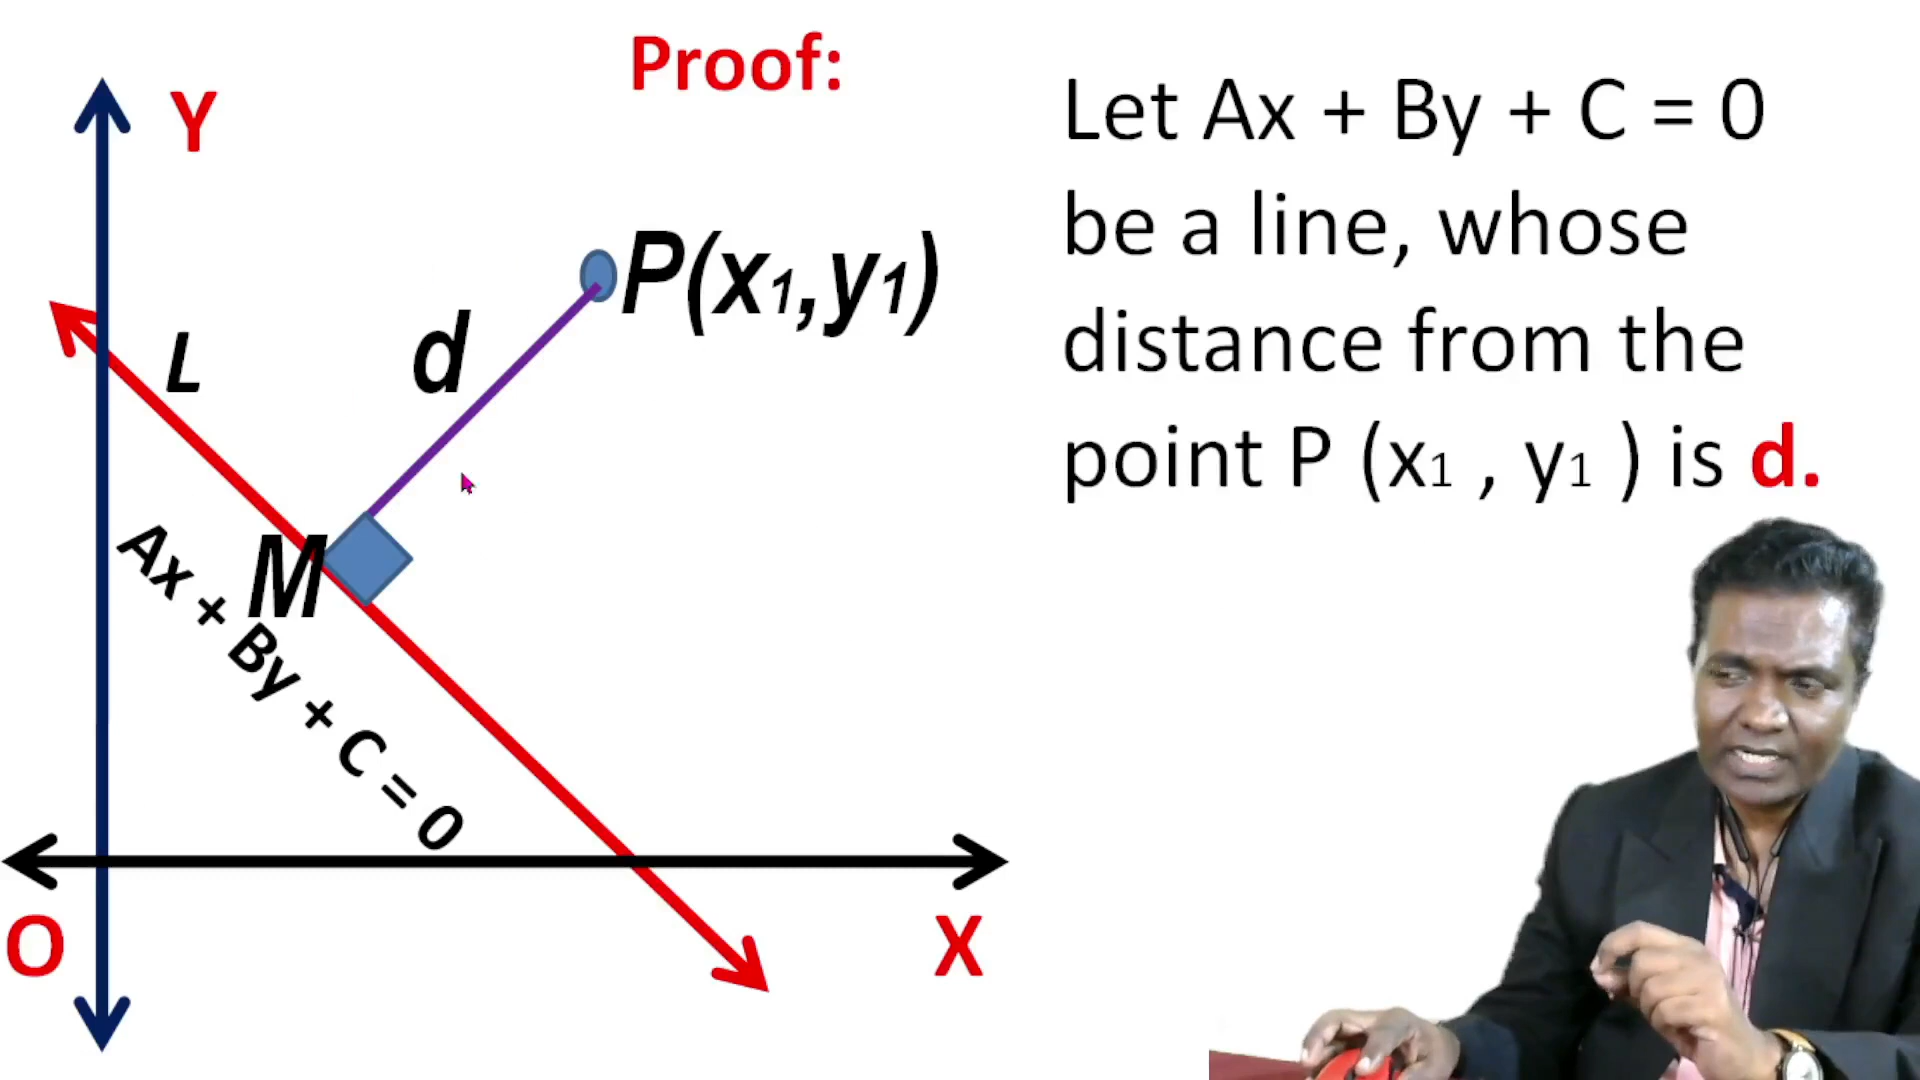 Proof:
Y
Let Ax + By + C = 0
be a line, whose
distance from the
point P (x₁ , y₁ ) is d.
P(x₁,y₁)
d
L
M
Ax + By + C = 0
O
X